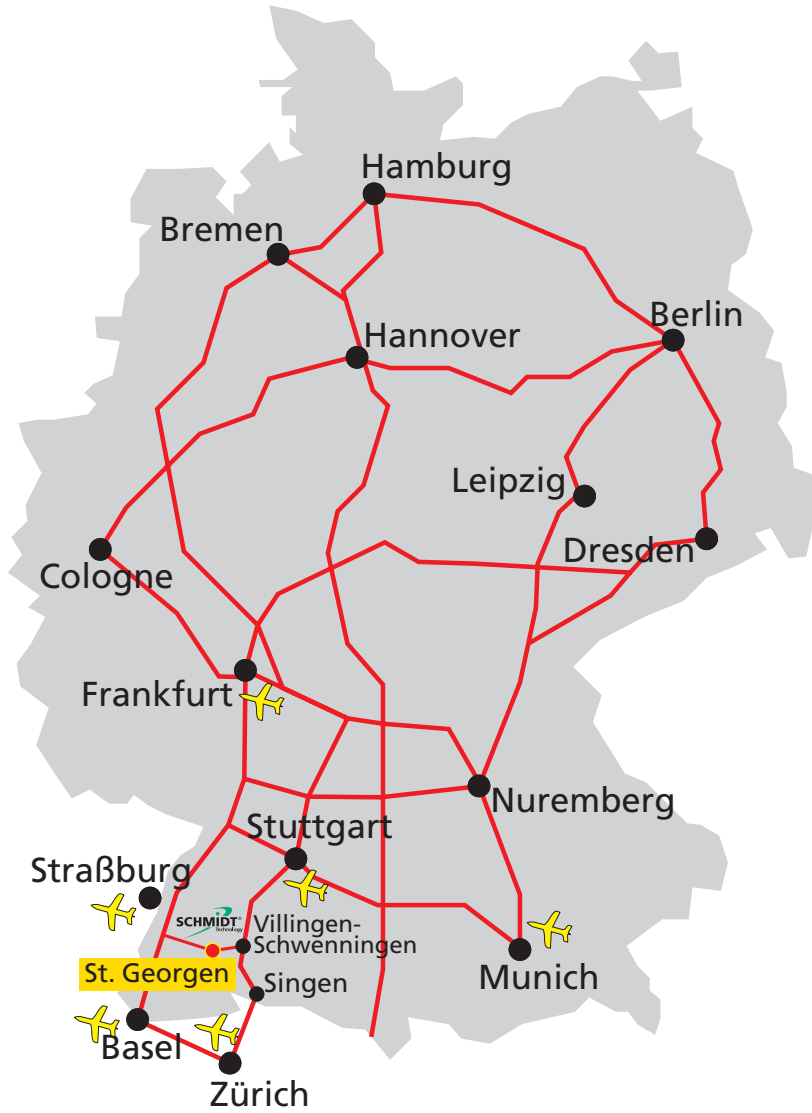 Hamburg
Bremen
Berlin
Hannover
Leipzig
Dresden
Cologne
Frankfurt
Nuremberg
Stuttgart
Straßburg
SCHMIDT®
Technology
Villingen-
Schwenningen
Munich
St. Georgen
Singen
Basel
Zürich